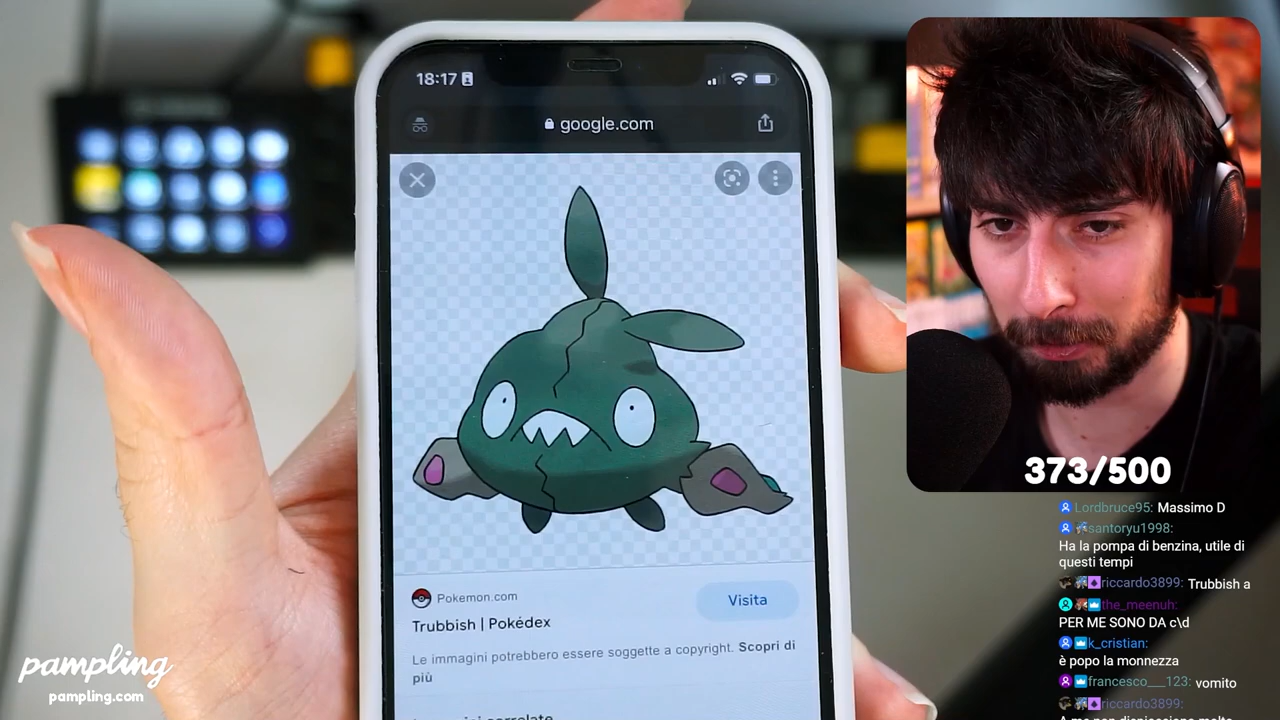 18:17
google.com
Pokemon.com
Trubbish | Pokédex
Visita
Le immagini potrebbero essere soggette a copyright. Scopri di
più
pampling
pampling.com
373/500
Lordbruce95: Massimo D
santoryu1998:
Ha la pompa di benzina, utile di
questi tempi
riccardo3899: Trubbish a
the_meenuh:
PER ME SONO DA c\d
k_cristian:
è popo la monnezza
francesco___123: vomito
riccardo3899: